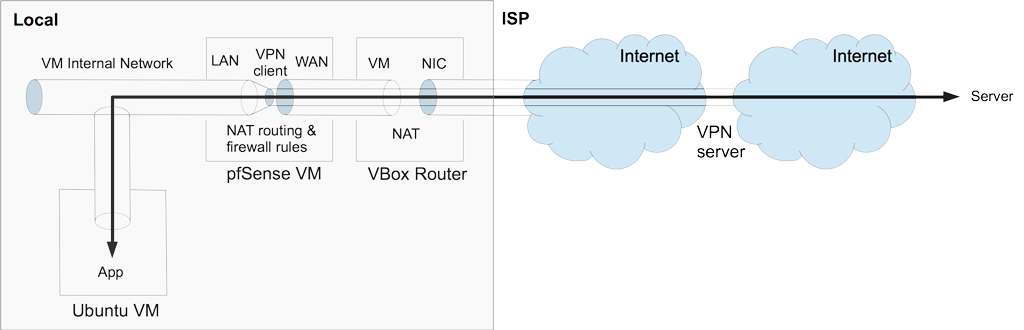 Local
ISP
VM Internal Network
LAN
VPN
client
WAN
VM
NIC
Internet
Internet
Server
NAT routing &
firewall rules
NAT
VPN
server
pfSense VM
VBox Router
App
Ubuntu VM